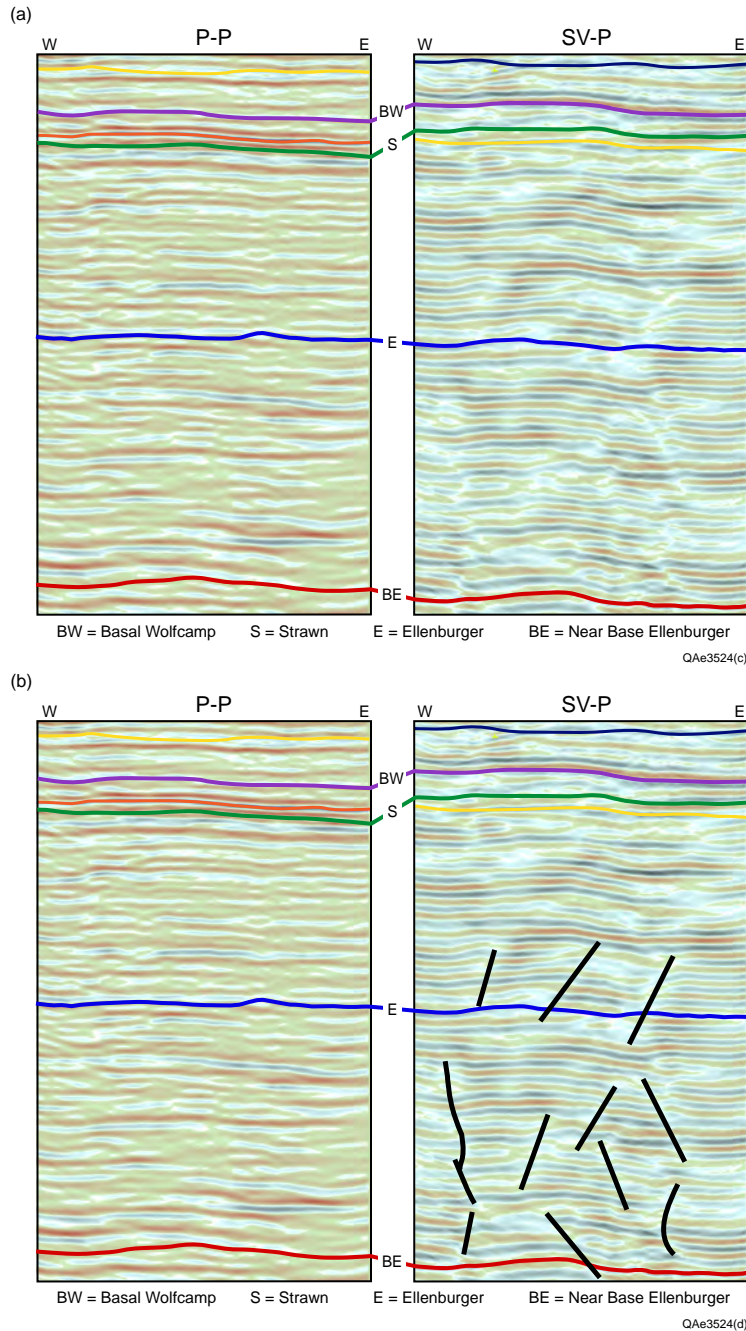 (a)
P-P SV-P
W E W E
BW
S
E
BE
BW = Basal Wolfcamp S = Strawn E = Ellenburger BE = Near Base Ellenburger
QAe3524(c)
(b)
P-P SV-P
W E W E
BW
S
E
BE
BW = Basal Wolfcamp S = Strawn E = Ellenburger BE = Near Base Ellenburger
QAe3524(d)